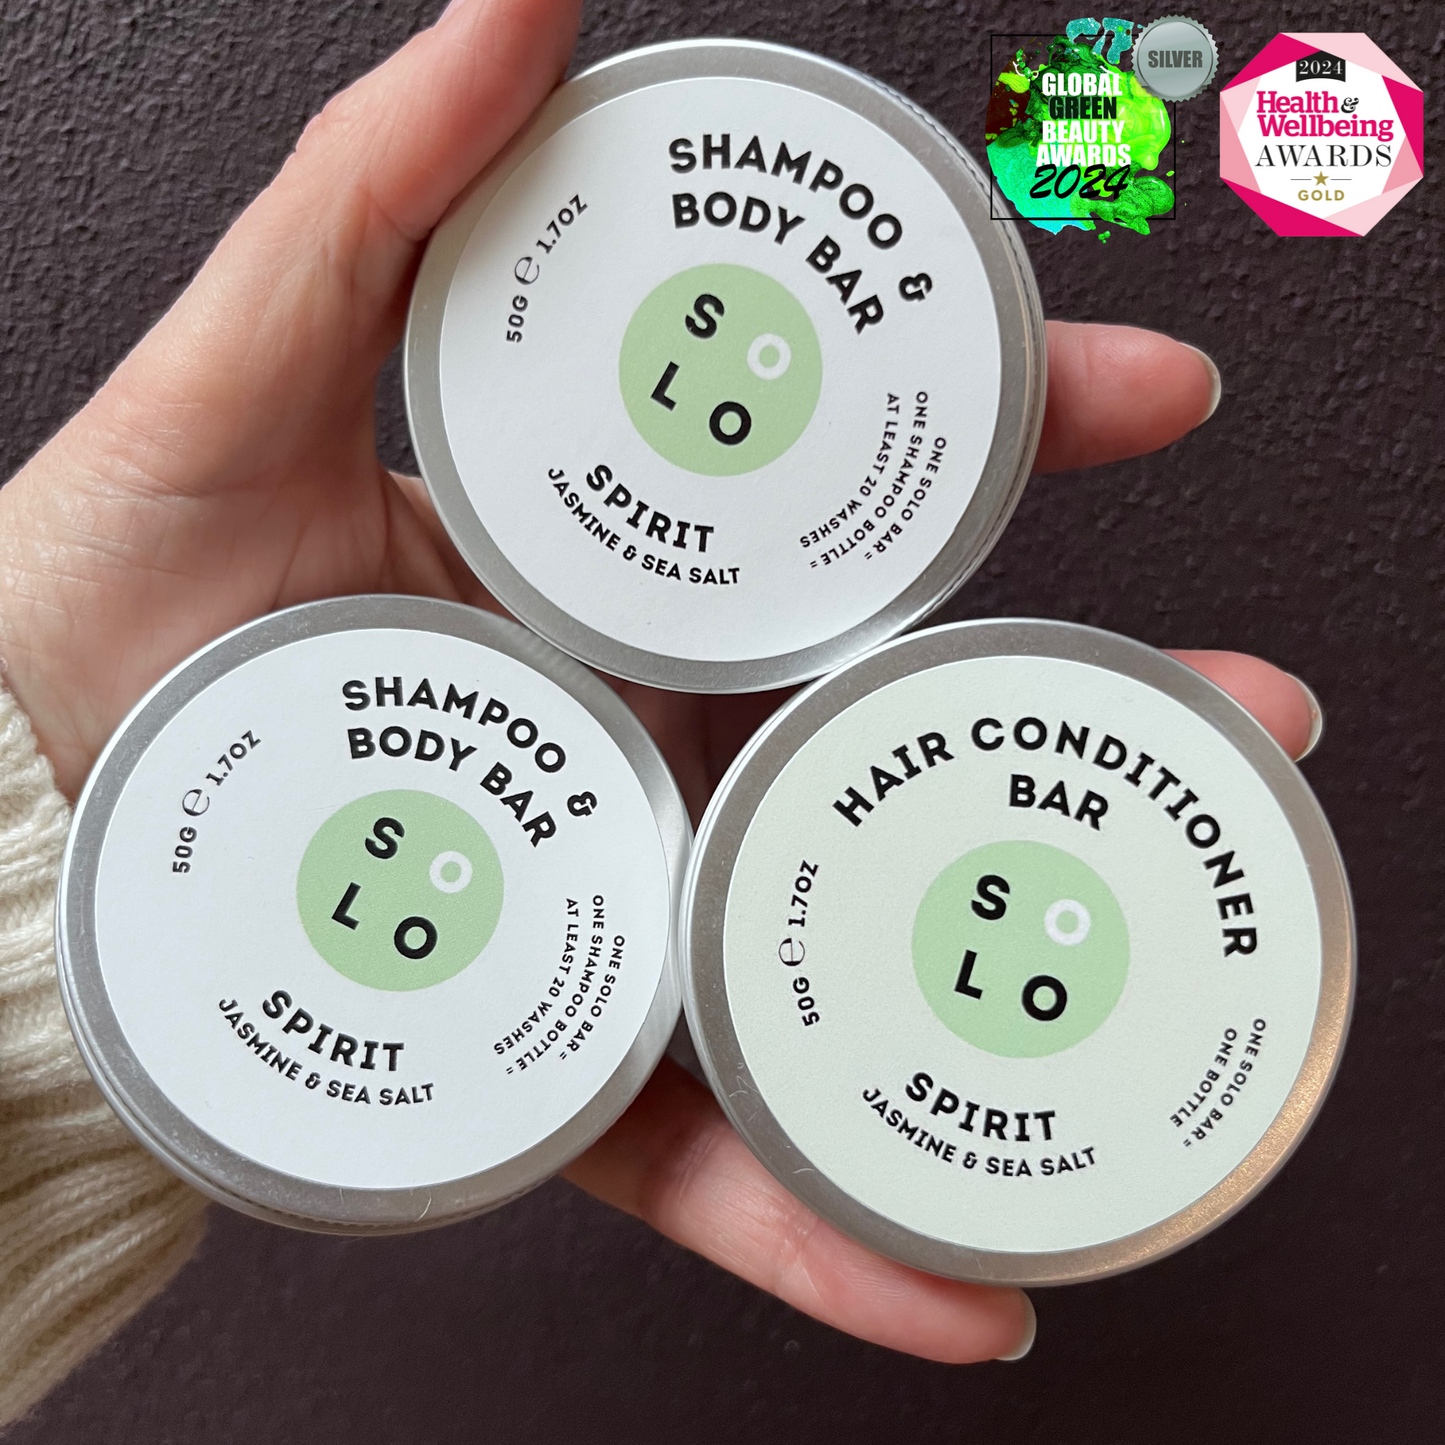 GLOBAL
GREEN
BEAUTY
AWARDS
2024
SILVER
2024
Health &
Wellbeing
AWARDS
GOLD
SHAMPOO &
BODY BAR
50G ℮ 1.7OZ
S O
L O
SPIRIT
JASMINE & SEA SALT
ONE SOLO BAR =
ONE SHAMPOO BOTTLE =
AT LEAST 20 WASHES
SHAMPOO &
BODY BAR
50G ℮ 1.7OZ
S O
L O
SPIRIT
JASMINE & SEA SALT
ONE SOLO BAR =
ONE SHAMPOO BOTTLE =
AT LEAST 20 WASHES
HAIR CONDITIONER
BAR
50G ℮ 1.7OZ
S O
L O
SPIRIT
JASMINE & SEA SALT
ONE SOLO BAR =
ONE BOTTLE